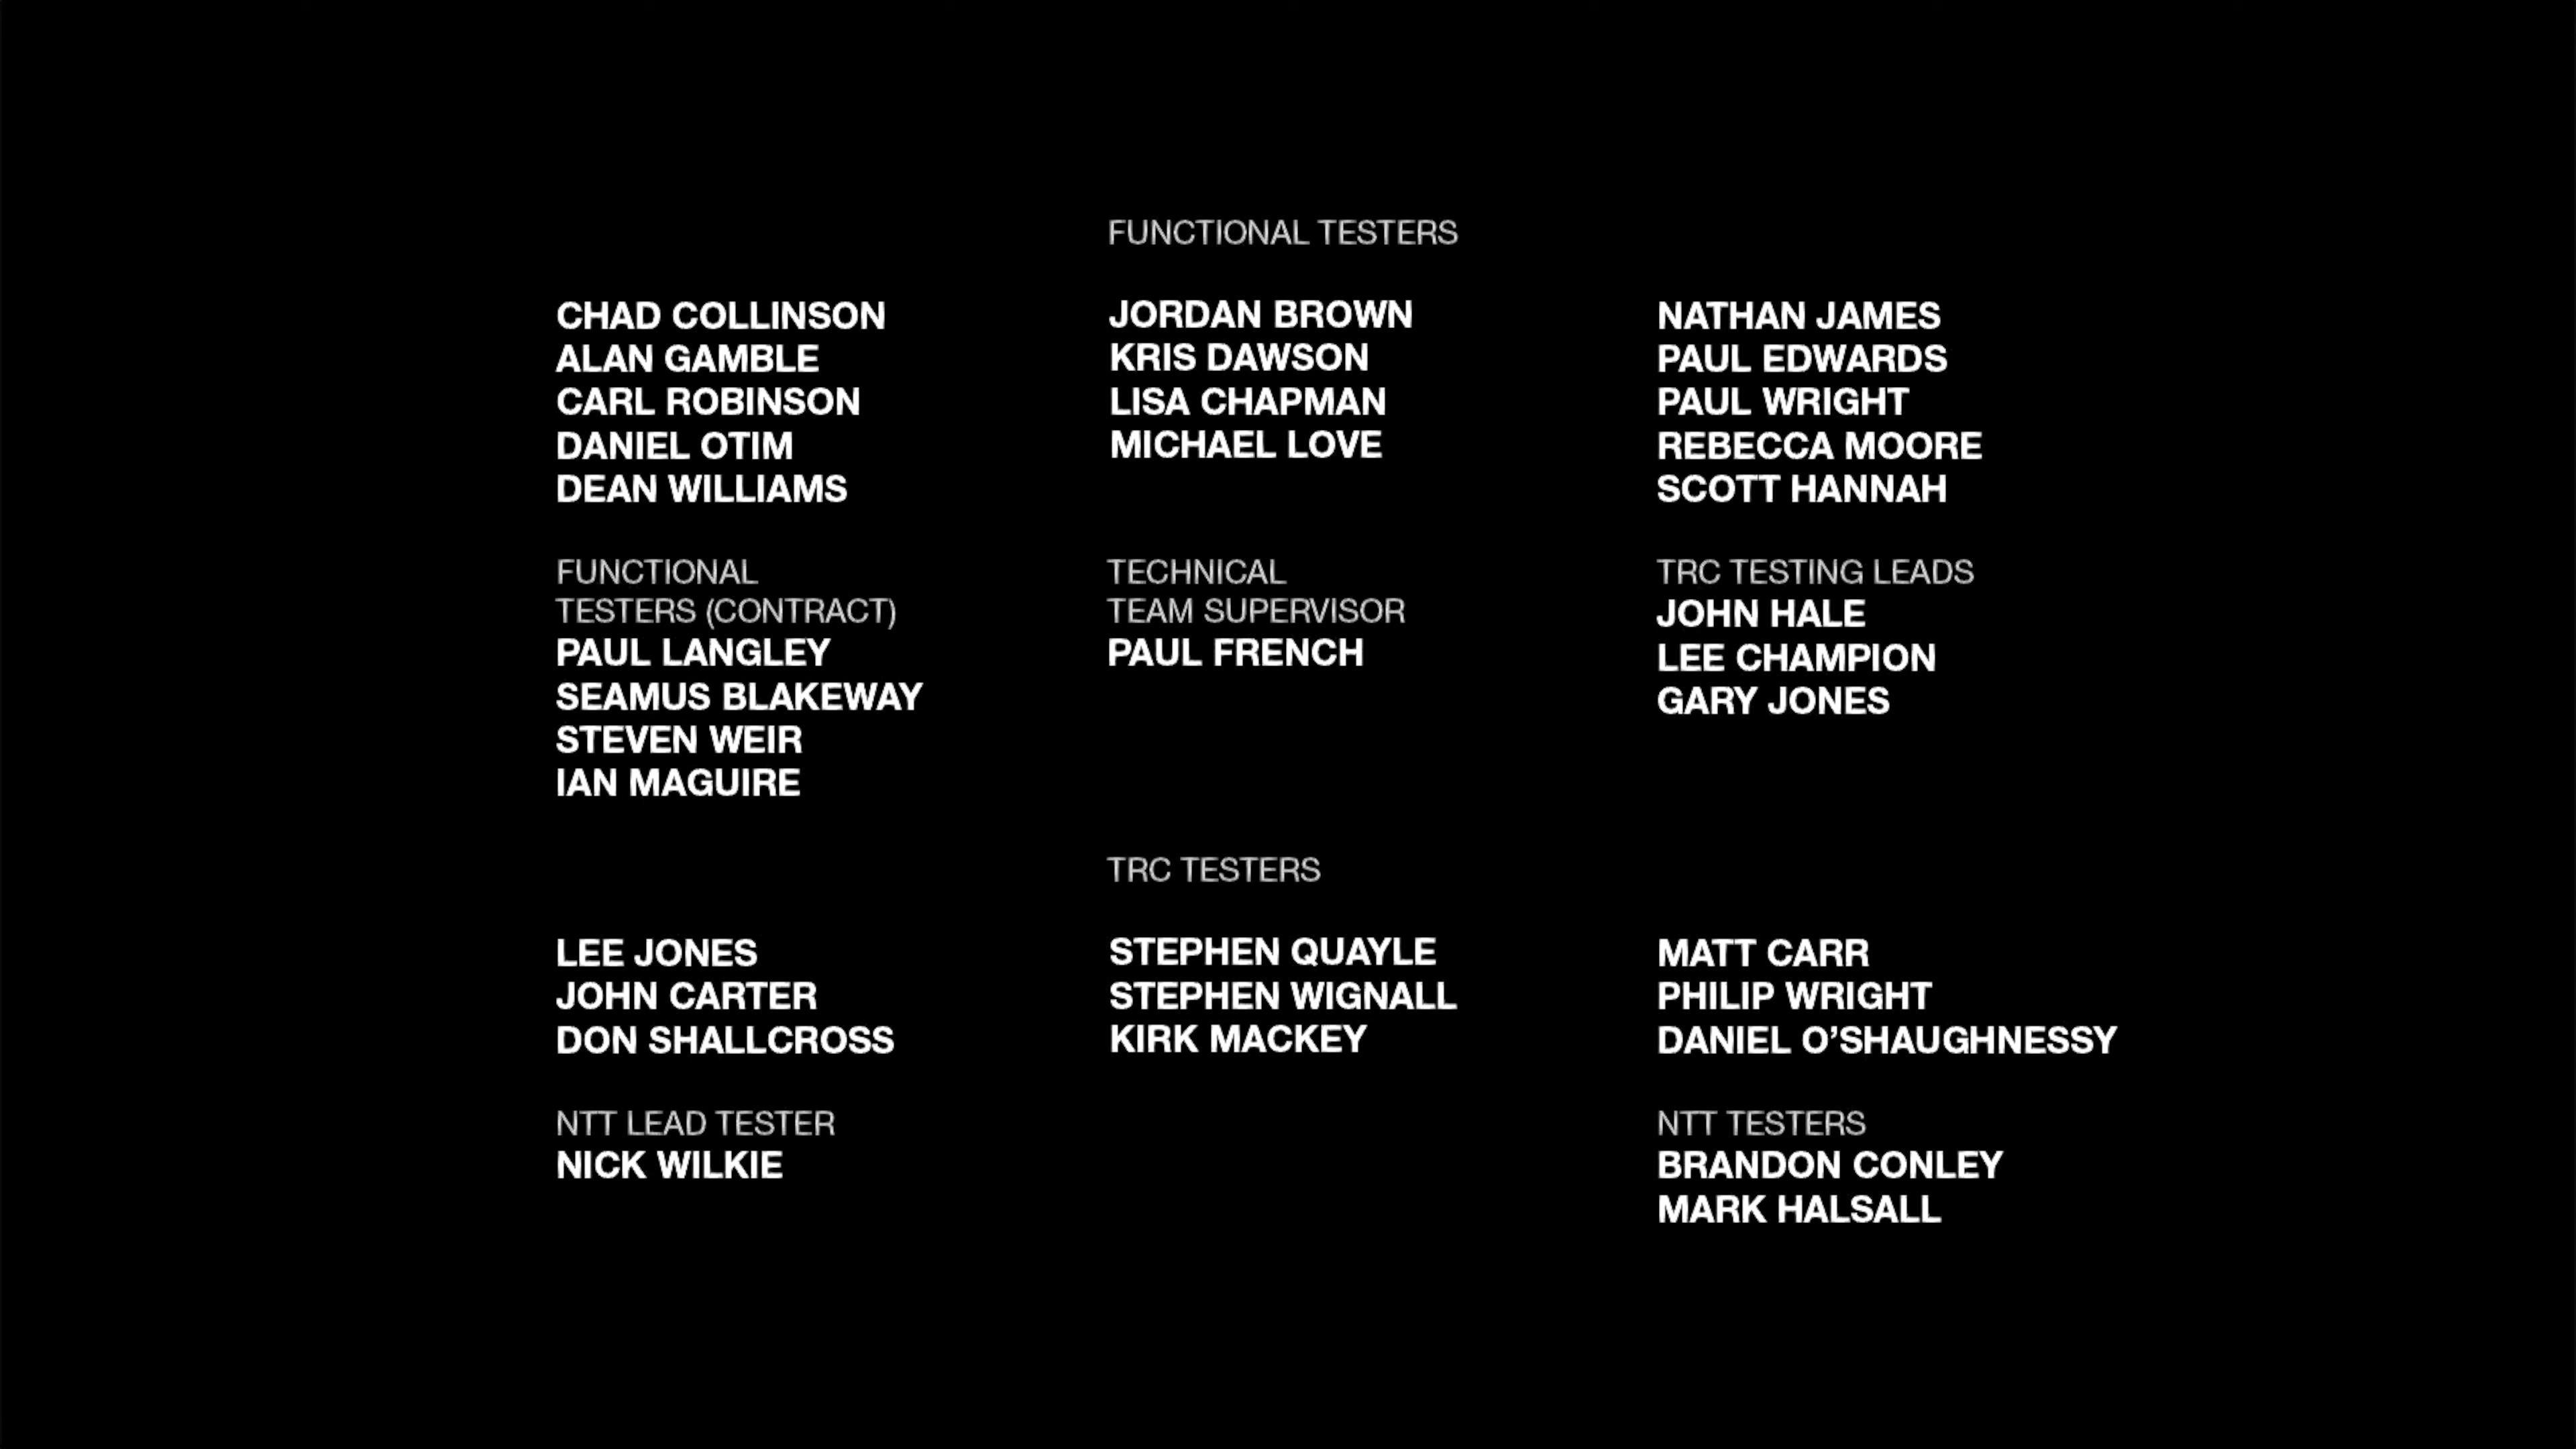 FUNCTIONAL TESTERS
CHAD COLLINSON
ALAN GAMBLE
CARL ROBINSON
DANIEL OTIM
DEAN WILLIAMS
JORDAN BROWN
KRIS DAWSON
LISA CHAPMAN
MICHAEL LOVE
NATHAN JAMES
PAUL EDWARDS
PAUL WRIGHT
REBECCA MOORE
SCOTT HANNAH
FUNCTIONAL
TESTERS (CONTRACT)
PAUL LANGLEY
SEAMUS BLAKEWAY
STEVEN WEIR
IAN MAGUIRE
TECHNICAL
TEAM SUPERVISOR
PAUL FRENCH
TRC TESTING LEADS
JOHN HALE
LEE CHAMPION
GARY JONES
TRC TESTERS
LEE JONES
JOHN CARTER
DON SHALLCROSS
STEPHEN QUAYLE
STEPHEN WIGNALL
KIRK MACKEY
MATT CARR
PHILIP WRIGHT
DANIEL O’SHAUGHNESSY
NTT LEAD TESTER
NICK WILKIE
NTT TESTERS
BRANDON CONLEY
MARK HALSALL